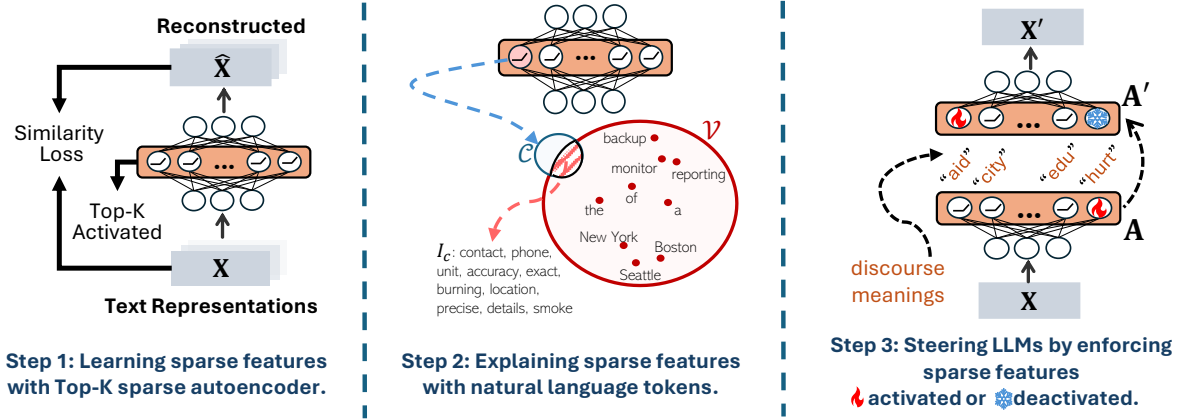 Reconstructed
X̂
Similarity
Loss
...
Top-K
Activated
X
Text Representations
Step 1: Learning sparse features
with Top-K sparse autoencoder.
...
C
V
backup
monitor
reporting
of
the
a
New York
Boston
Seattle
I_c: contact, phone,
unit, accuracy, exact,
burning, location,
precise, details, smoke
Step 2: Explaining sparse features
with natural language tokens.
X′
A′
...
“aid”
“city”
“edu”
“hurt”
...
A
discourse
meanings
X
Step 3: Steering LLMs by enforcing
sparse features
activated or deactivated.